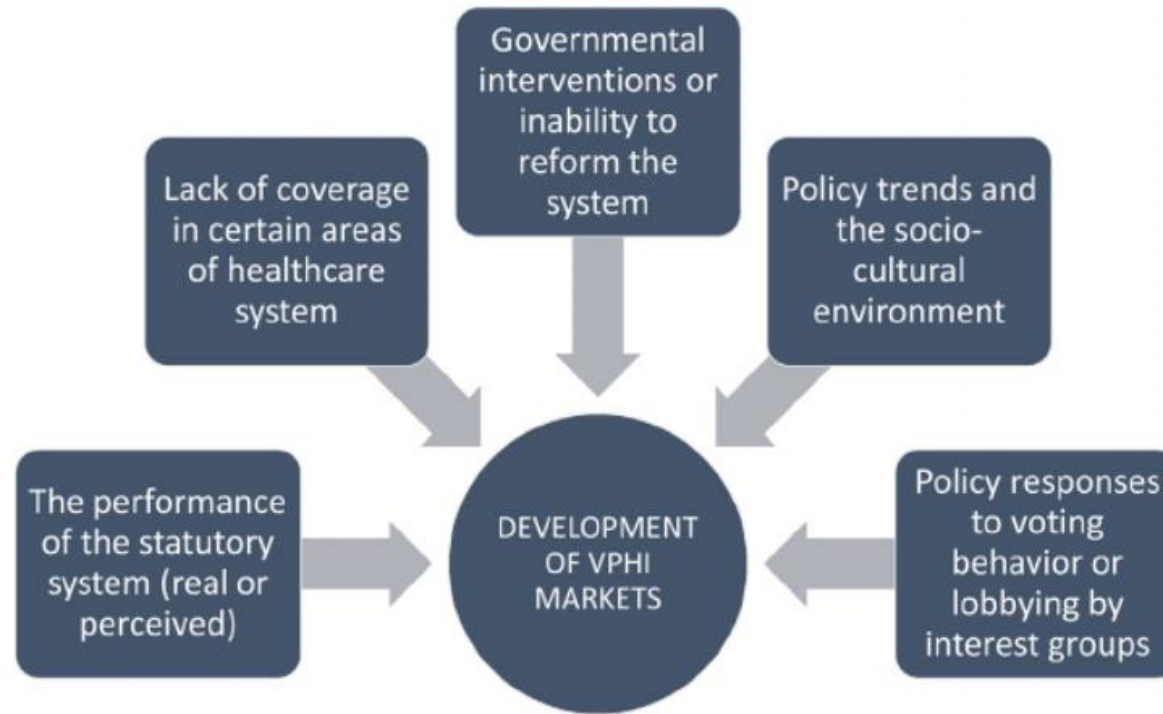 Governmental
interventions or
inability to
reform the
system
Lack of coverage
in certain areas
of healthcare
system
Policy trends and
the socio-
cultural
environment
The performance
of the statutory
system (real or
perceived)
DEVELOPMENT
OF VPHI
MARKETS
Policy responses
to voting
behavior or
lobbying by
interest groups